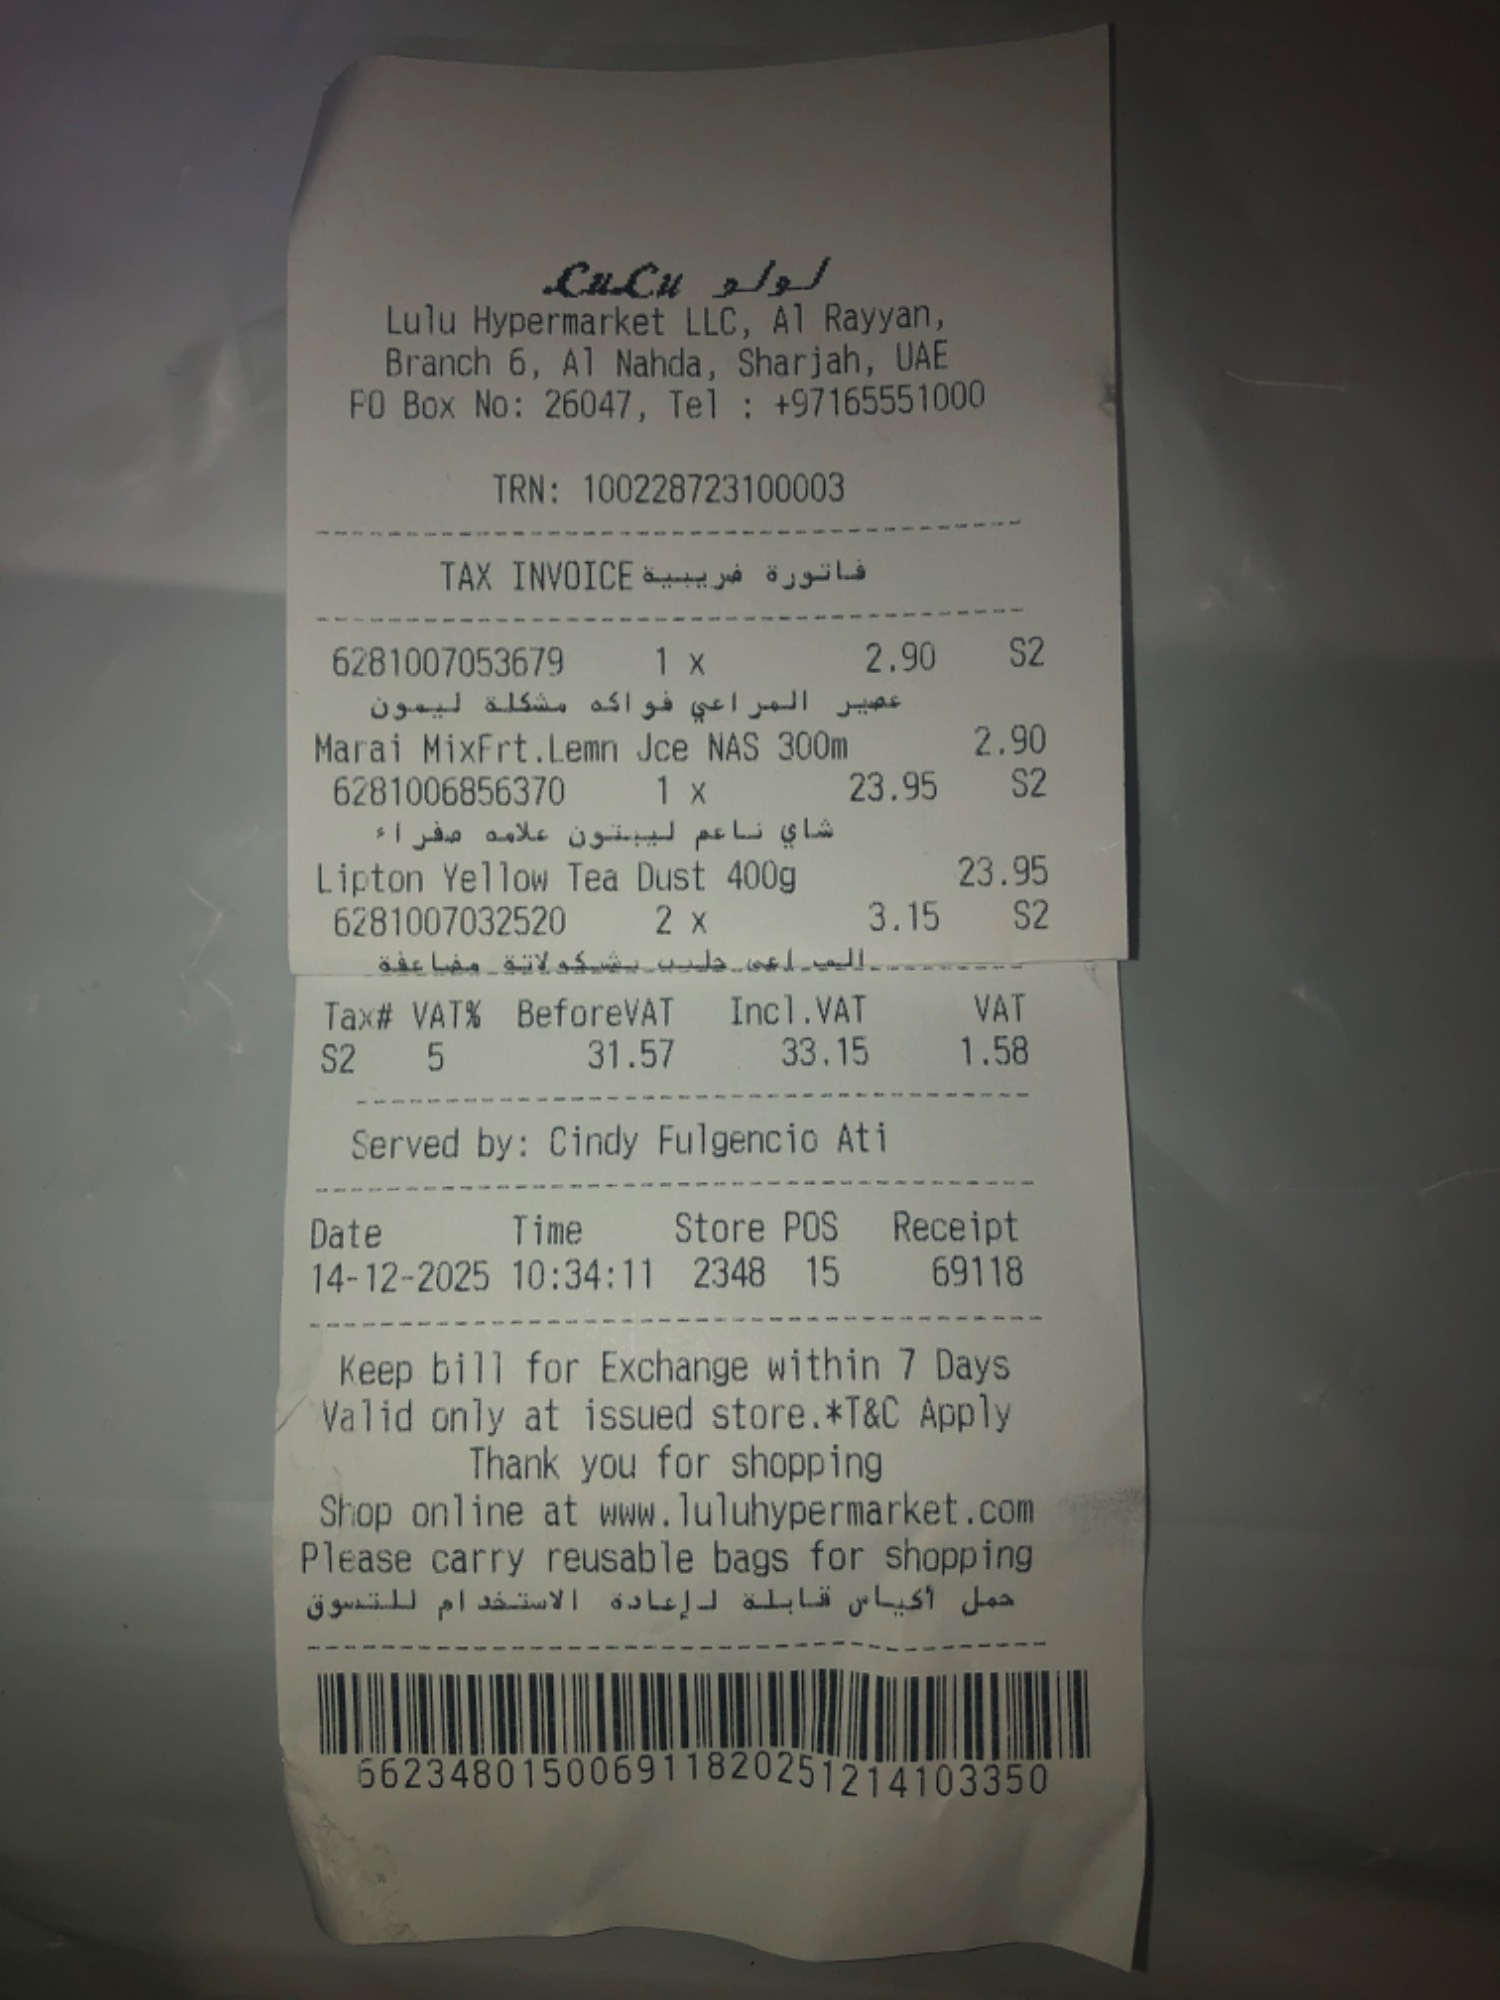 LuLu لولو
Lulu Hypermarket LLC, Al Rayyan,
Branch 6, Al Nahda, Sharjah, UAE
PO Box No: 26047, Tel : +97165551000
TRN: 100228723100003
TAX INVOICE فاتورة ضريبية
6281007053679 1 x 2.90 S2
عصير المراعي فواكه مشكلة ليمون
Marai MixFrt.Lemn Jce NAS 300m 2.90
6281006856370 1 x 23.95 S2
شاي ناعم ليبتون علامه صفراء
Lipton Yellow Tea Dust 400g 23.95
6281007032520 2 x 3.15 S2
المراعي حليب بشكولاتة مضاعفة
Tax# VAT% BeforeVAT Incl.VAT VAT
S2 5 31.57 33.15 1.58
Served by: Cindy Fulgencio Ati
Date Time Store POS Receipt
14-12-2025 10:34:11 2348 15 69118
Keep bill for Exchange within 7 Days
Valid only at issued store.*T&C Apply
Thank you for shopping
Shop online at www.luluhypermarket.com
Please carry reusable bags for shopping
حمل أكياس قابلة لإعادة الاستخدام للتسوق
662348015006911820251214103350